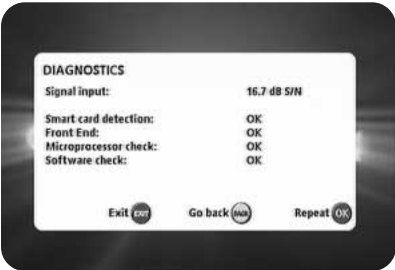 DIAGNOSTICS
Signal input: 16.7 dB S/N
Smart card detection: OK
Front End: OK
Microprocessor check: OK
Software check: OK
Exit EXIT Go back BACK Repeat OK